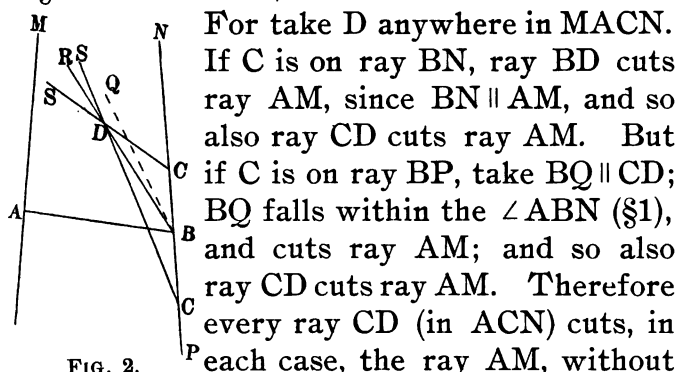 M
N
R S
Q
S
D
C
A
B
C
P
FIG. 2.
For take D anywhere in MACN.
If C is on ray BN, ray BD cuts
ray AM, since BN ∥ AM, and so
also ray CD cuts ray AM. But
if C is on ray BP, take BQ ∥ CD;
BQ falls within the ∠ABN (§1),
and cuts ray AM; and so also
ray CD cuts ray AM. Therefore
every ray CD (in ACN) cuts, in
each case, the ray AM, without